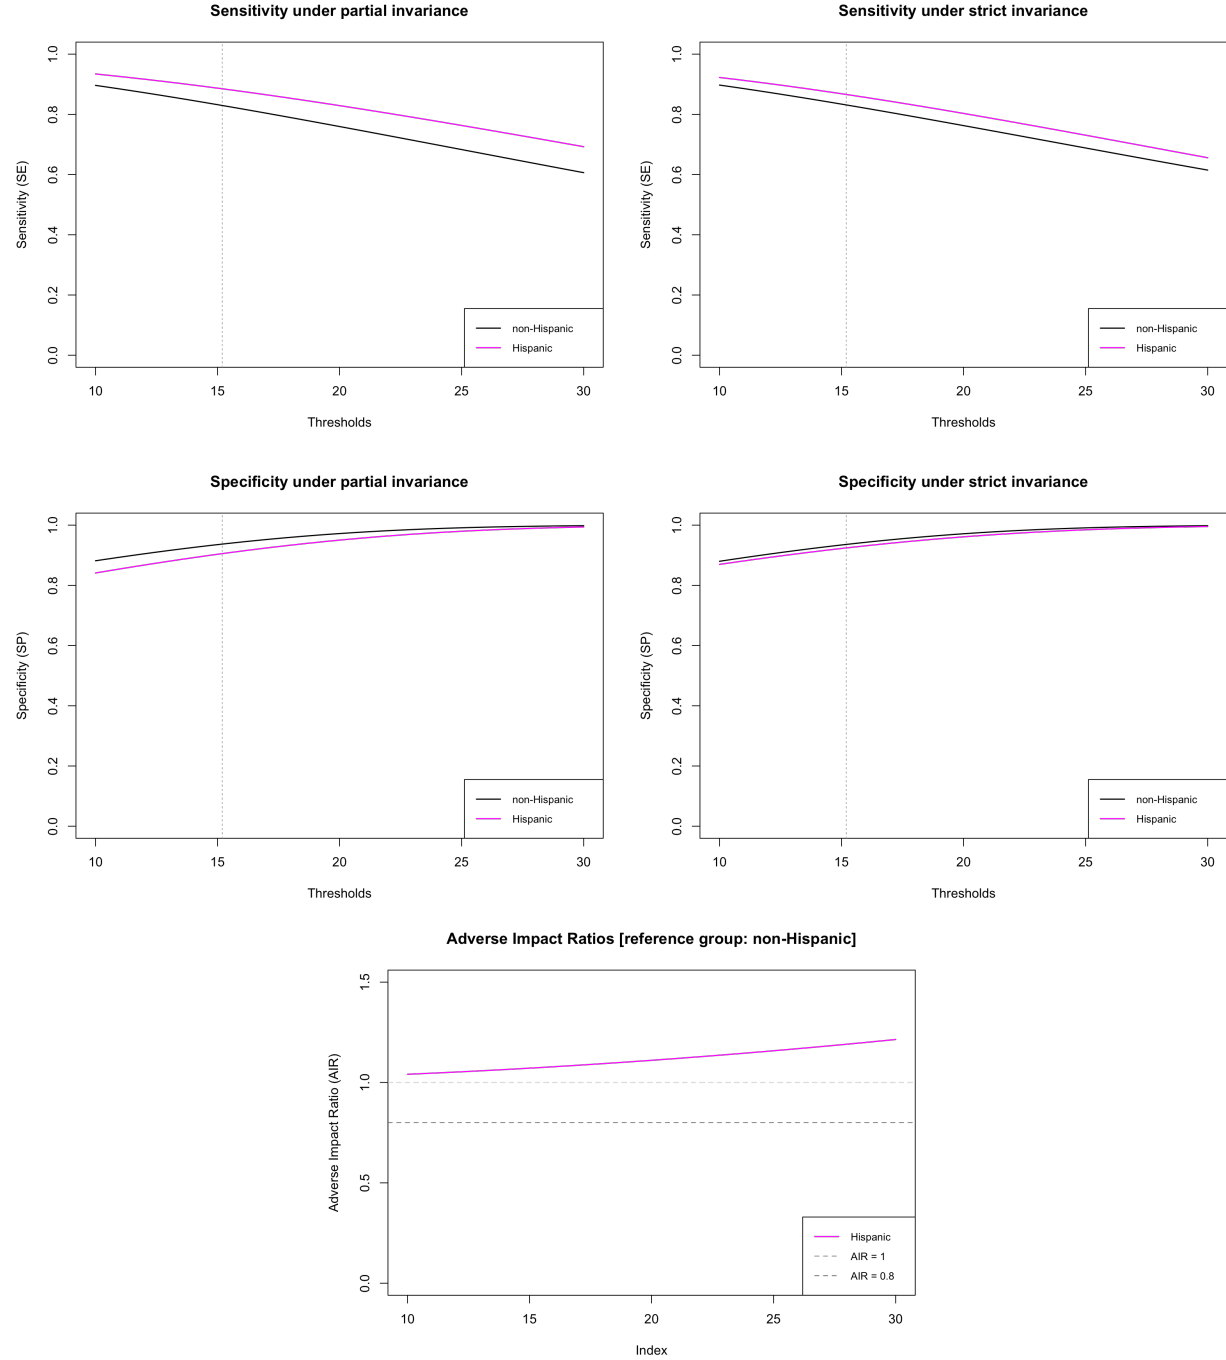 Sensitivity under partial invariance
Sensitivity (SE)
0.0 0.2 0.4 0.6 0.8 1.0
non-Hispanic
Hispanic
10 15 20 25 30
Thresholds
Sensitivity under strict invariance
Sensitivity (SE)
0.0 0.2 0.4 0.6 0.8 1.0
non-Hispanic
Hispanic
10 15 20 25 30
Thresholds
Specificity under partial invariance
Specificity (SP)
0.0 0.2 0.4 0.6 0.8 1.0
non-Hispanic
Hispanic
10 15 20 25 30
Thresholds
Specificity under strict invariance
Specificity (SP)
0.0 0.2 0.4 0.6 0.8 1.0
non-Hispanic
Hispanic
10 15 20 25 30
Thresholds
Adverse Impact Ratios [reference group: non-Hispanic]
Adverse Impact Ratio (AIR)
0.0 0.5 1.0 1.5
Hispanic
AIR = 1
AIR = 0.8
10 15 20 25 30
Index